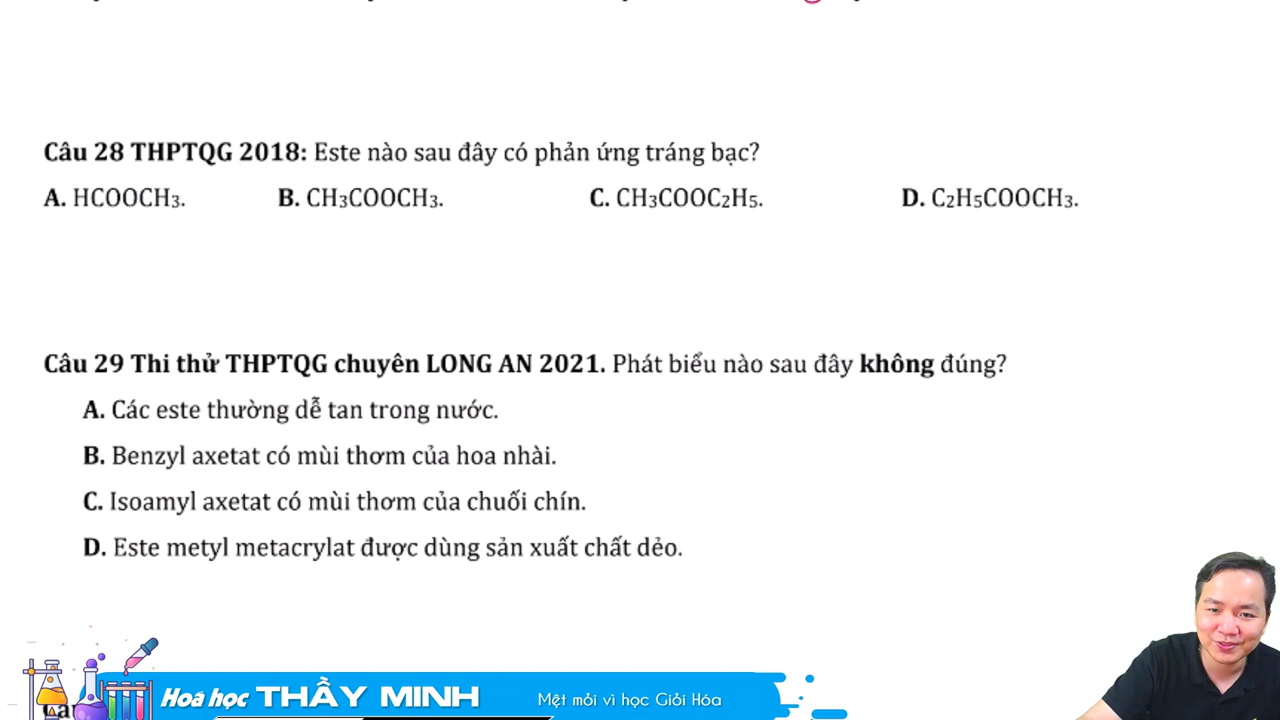 Câu 28 THPTQG 2018: Este nào sau đây có phản ứng tráng bạc?
A. HCOOCH3. B. CH3COOCH3. C. CH3COOC2H5. D. C2H5COOCH3.
Câu 29 Thi thử THPTQG chuyên LONG AN 2021. Phát biểu nào sau đây không đúng?
A. Các este thường dễ tan trong nước.
B. Benzyl axetat có mùi thơm của hoa nhài.
C. Isoamyl axetat có mùi thơm của chuối chín.
D. Este metyl metacrylat được dùng sản xuất chất dẻo.
Hoá học THẦY MINH Mệt mỏi vì học Giỏi Hóa